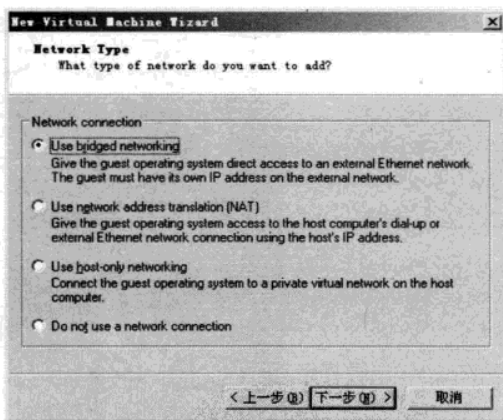 New Virtual Machine Wizard
Network Type
What type of network do you want to add?
Network connection
Use bridged networking
Give the guest operating system direct access to an external Ethernet network.
The guest must have its own IP address on the external network.
Use network address translation (NAT)
Give the guest operating system access to the host computer's dial-up or
external Ethernet network connection using the host's IP address.
Use host-only networking
Connect the guest operating system to a private virtual network on the host
computer.
Do not use a network connection
< 上一步(B) 下一步(N) > 取消